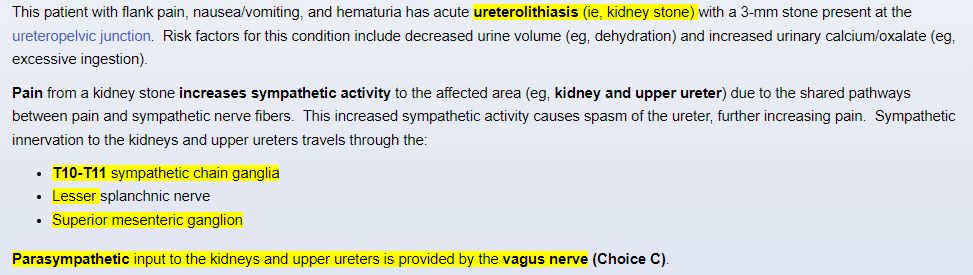 This patient with flank pain, nausea/vomiting, and hematuria has acute ureterolithiasis (ie, kidney stone) with a 3-mm stone present at the
ureteropelvic junction. Risk factors for this condition include decreased urine volume (eg, dehydration) and increased urinary calcium/oxalate (eg,
excessive ingestion).
Pain from a kidney stone increases sympathetic activity to the affected area (eg, kidney and upper ureter) due to the shared pathways
between pain and sympathetic nerve fibers. This increased sympathetic activity causes spasm of the ureter, further increasing pain. Sympathetic
innervation to the kidneys and upper ureters travels through the:
• T10-T11 sympathetic chain ganglia
• Lesser splanchnic nerve
• Superior mesenteric ganglion
Parasympathetic input to the kidneys and upper ureters is provided by the vagus nerve (Choice C).